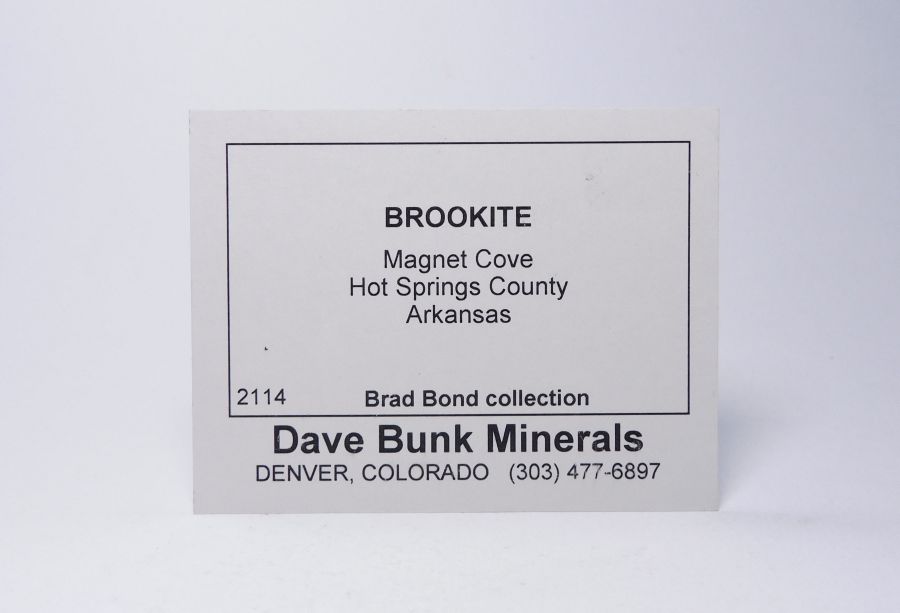 BROOKITE
Magnet Cove
Hot Springs County
Arkansas
2114 Brad Bond collection
Dave Bunk Minerals
DENVER, COLORADO (303) 477-6897